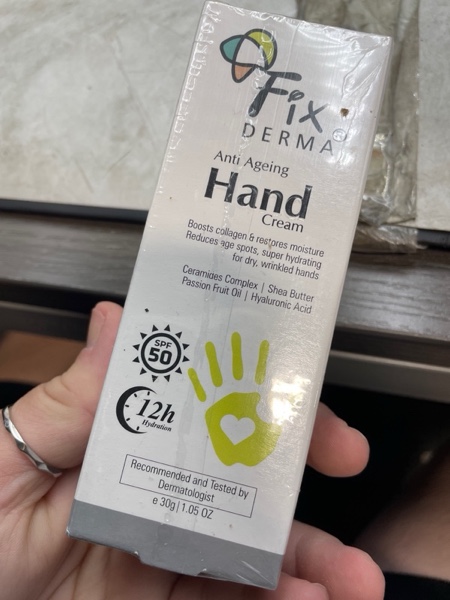 Fix
DERMA®
Anti Ageing
Hand
Cream
Boosts collagen & restores moisture
Reduces age spots, super hydrating
for dry, wrinkled hands
Ceramides Complex | Shea Butter
Passion Fruit Oil | Hyaluronic Acid
SPF
50
12h
Hydration
Recommended and Tested by
Dermatologist
e 30g | 1.05 OZ